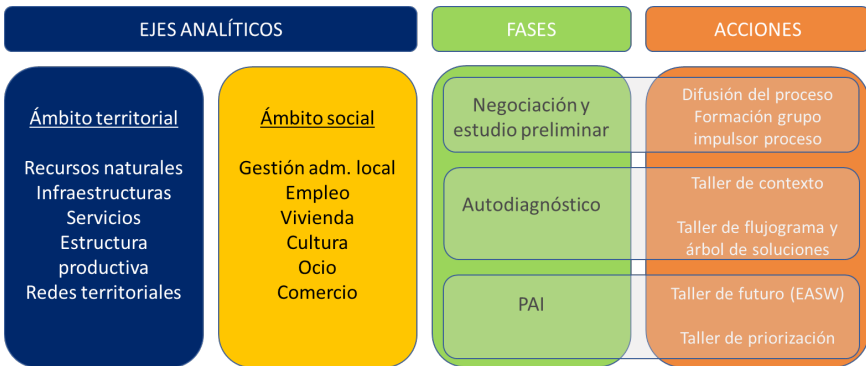 EJES ANALÍTICOS
FASES
ACCIONES
Ámbito territorial
Recursos naturales
Infraestructuras
Servicios
Estructura
productiva
Redes territoriales
Ámbito social
Gestión adm. local
Empleo
Vivienda
Cultura
Ocio
Comercio
Negociación y
estudio preliminar
Difusión del proceso
Formación grupo
impulsor proceso
Autodiagnóstico
Taller de contexto
Taller de flujograma y
árbol de soluciones
PAI
Taller de futuro (EASW)
Taller de priorización